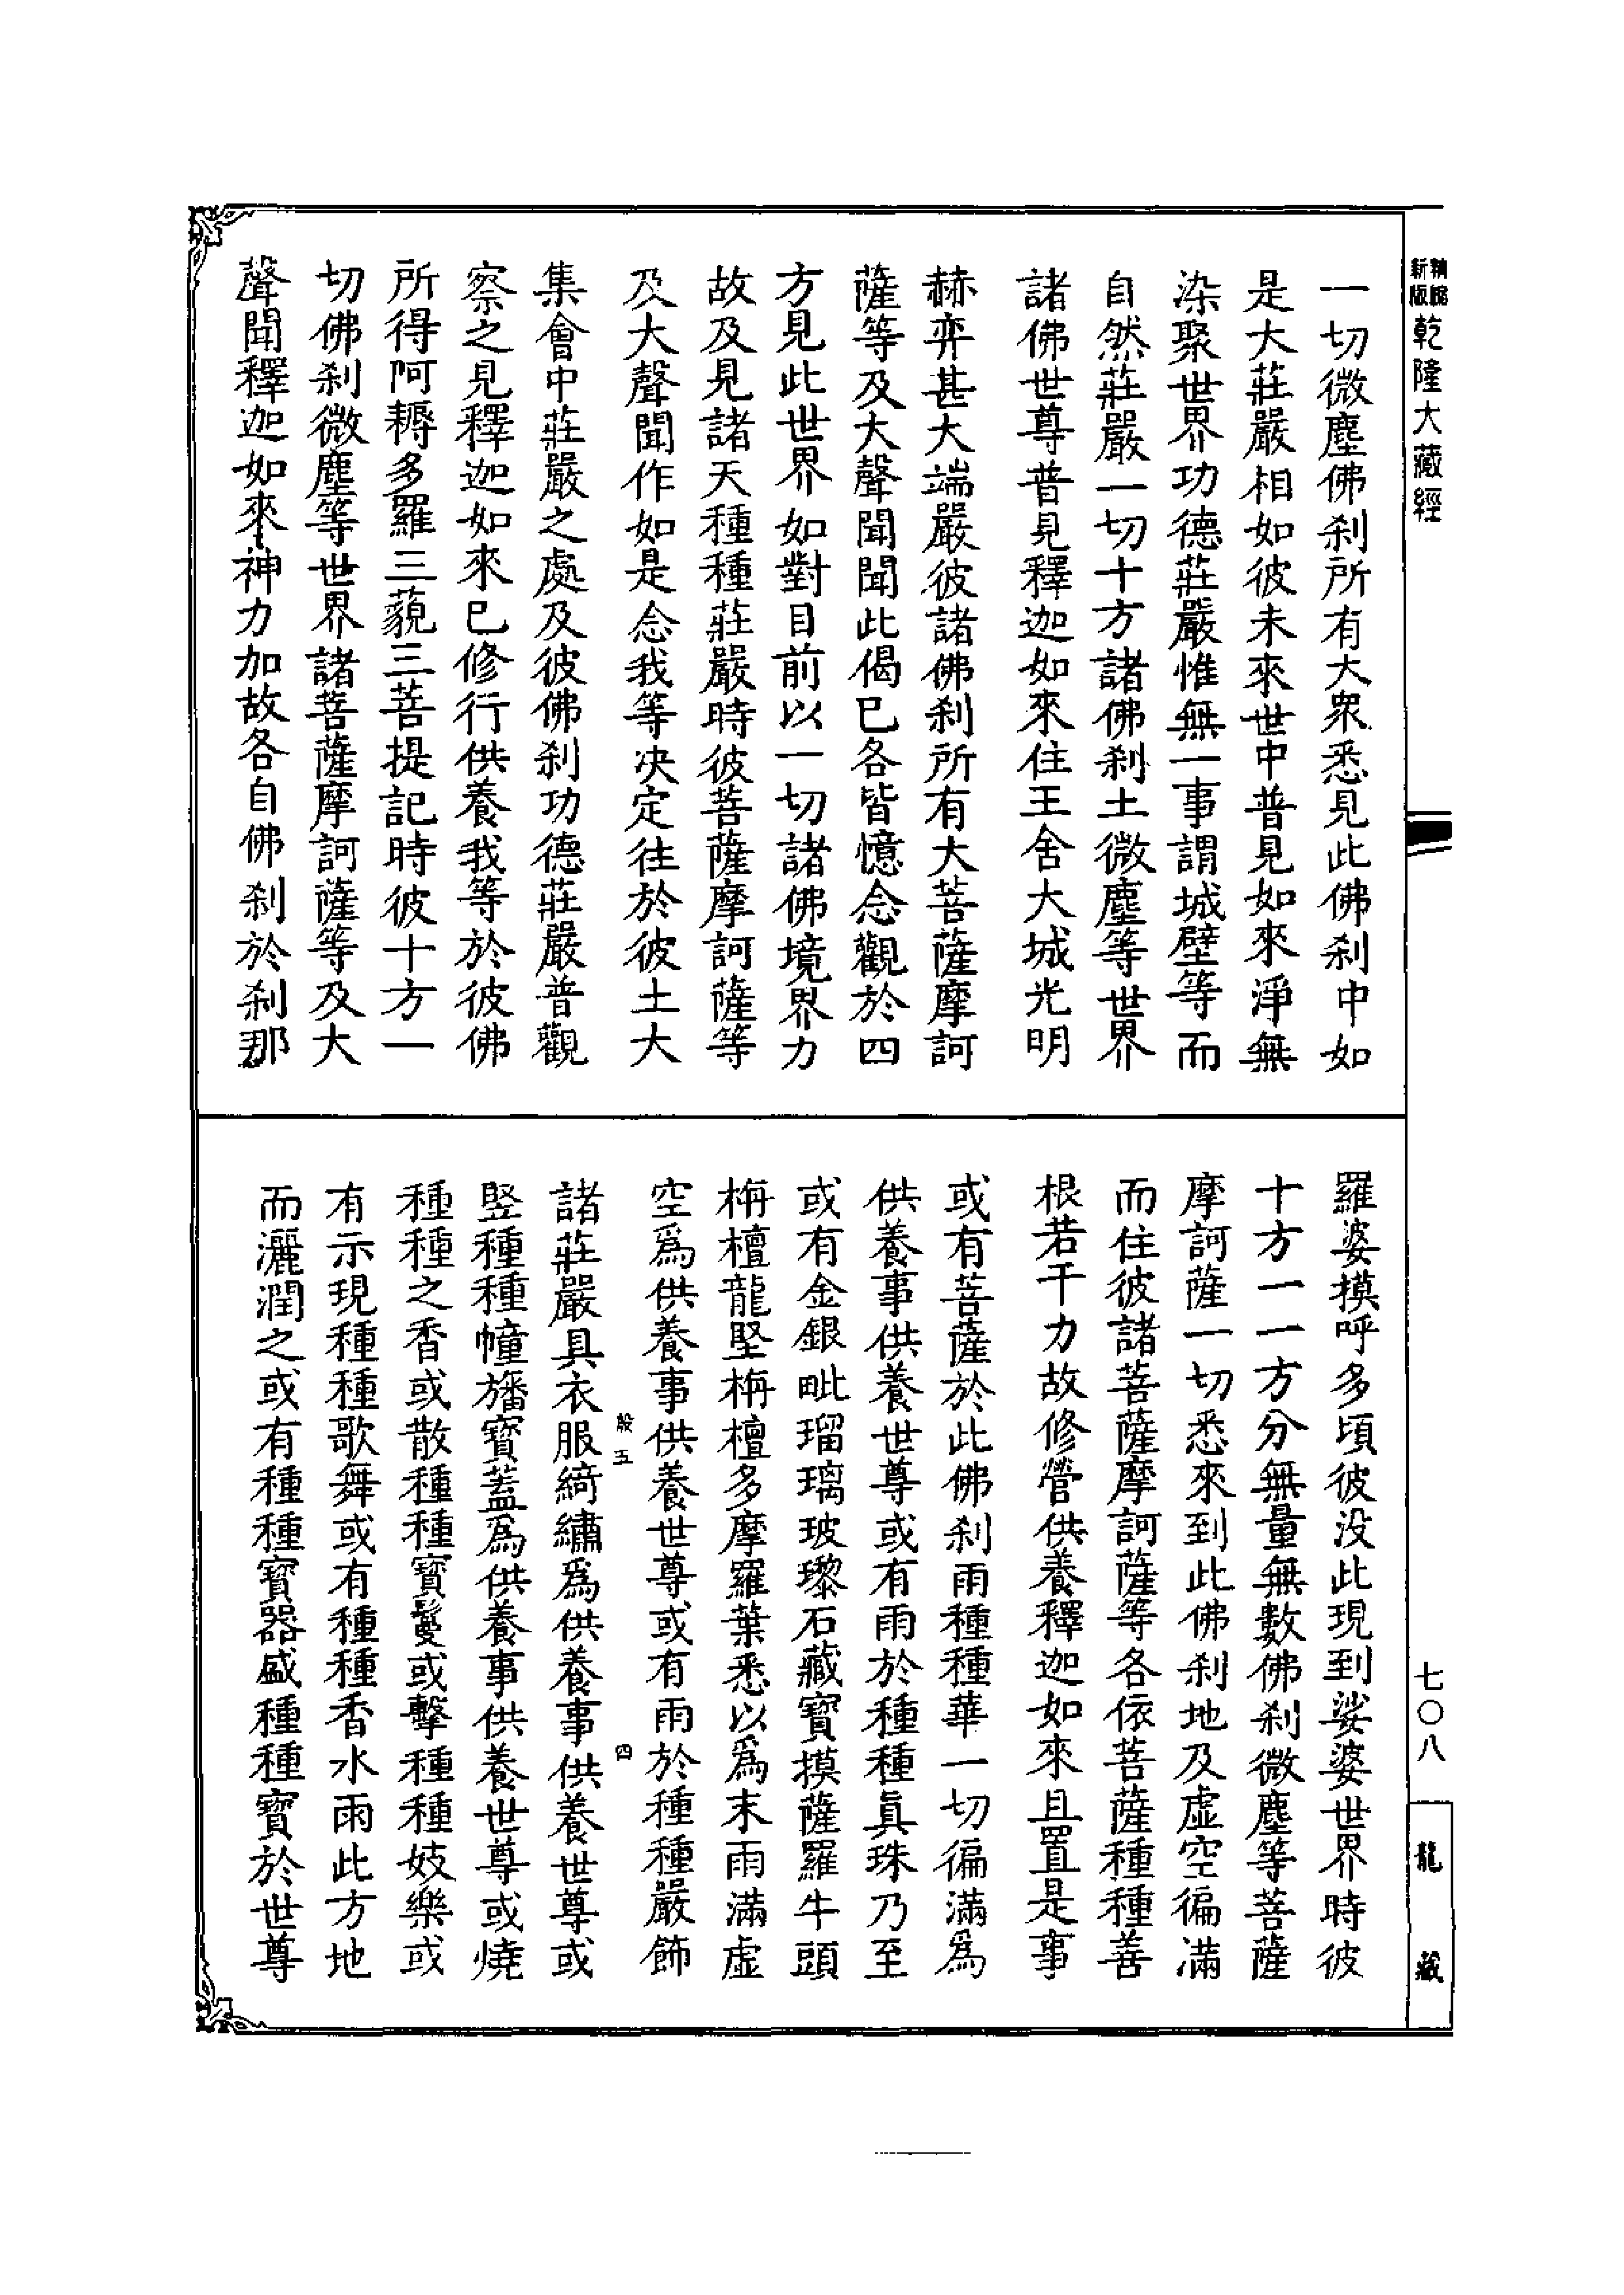 新版
精縮
乾隆大藏經
七〇八
龍藏
一切微塵佛刹所有大衆悉見此佛刹中如
是大莊嚴相如彼未來世中普見如來淨無
染聚世界功德莊嚴惟無一事謂城壁等而
自然莊嚴一切十方諸佛刹土微塵等世界
諸佛世尊普見釋迦如來住王舍大城光明
赫弈甚大端嚴彼諸佛刹所有大菩薩摩訶
薩等及大聲聞聞此偈已各皆憶念觀於四
方見此世界如對目前以一切諸佛境界力
故及見諸天種種莊嚴時彼菩薩摩訶薩等
及大聲聞作如是念我等决定往於彼土大
集會中莊嚴之處及彼佛刹功德莊嚴普觀
察之見釋迦如來已修行供養我等於彼佛
所得阿耨多羅三藐三菩提記時彼十方一
切佛刹微塵等世界諸菩薩摩訶薩等及大
聲聞釋迦如來神力加故各自佛刹於刹那
羅婆摸呼多頃彼没此現到娑婆世界時彼
十方一一方分無量無數佛刹微塵等菩薩
摩訶薩一切悉來到此佛刹地及虛空徧滿
而住彼諸菩薩摩訶薩等各依菩薩種種善
根若干力故修營供養釋迦如來且置是事
或有菩薩於此佛刹雨種種華一切徧滿爲
供養事供養世尊或有雨於種種眞珠乃至
或有金銀毗瑠璃玻瓈石藏寶摸薩羅牛頭
栴檀龍堅栴檀多摩羅葉悉以爲末雨滿虛
空爲供養事供養世尊或有雨於種種嚴飾
般五
四
諸莊嚴具衣服綺繡爲供養事供養世尊或
竪種種幢旛寶蓋爲供養事供養世尊或燒
種種之香或散種種寶鬘或擊種種妓樂或
有示現種種歌舞或有種種香水雨此方地
而灑潤之或有種種寶器盛種種寶於世尊